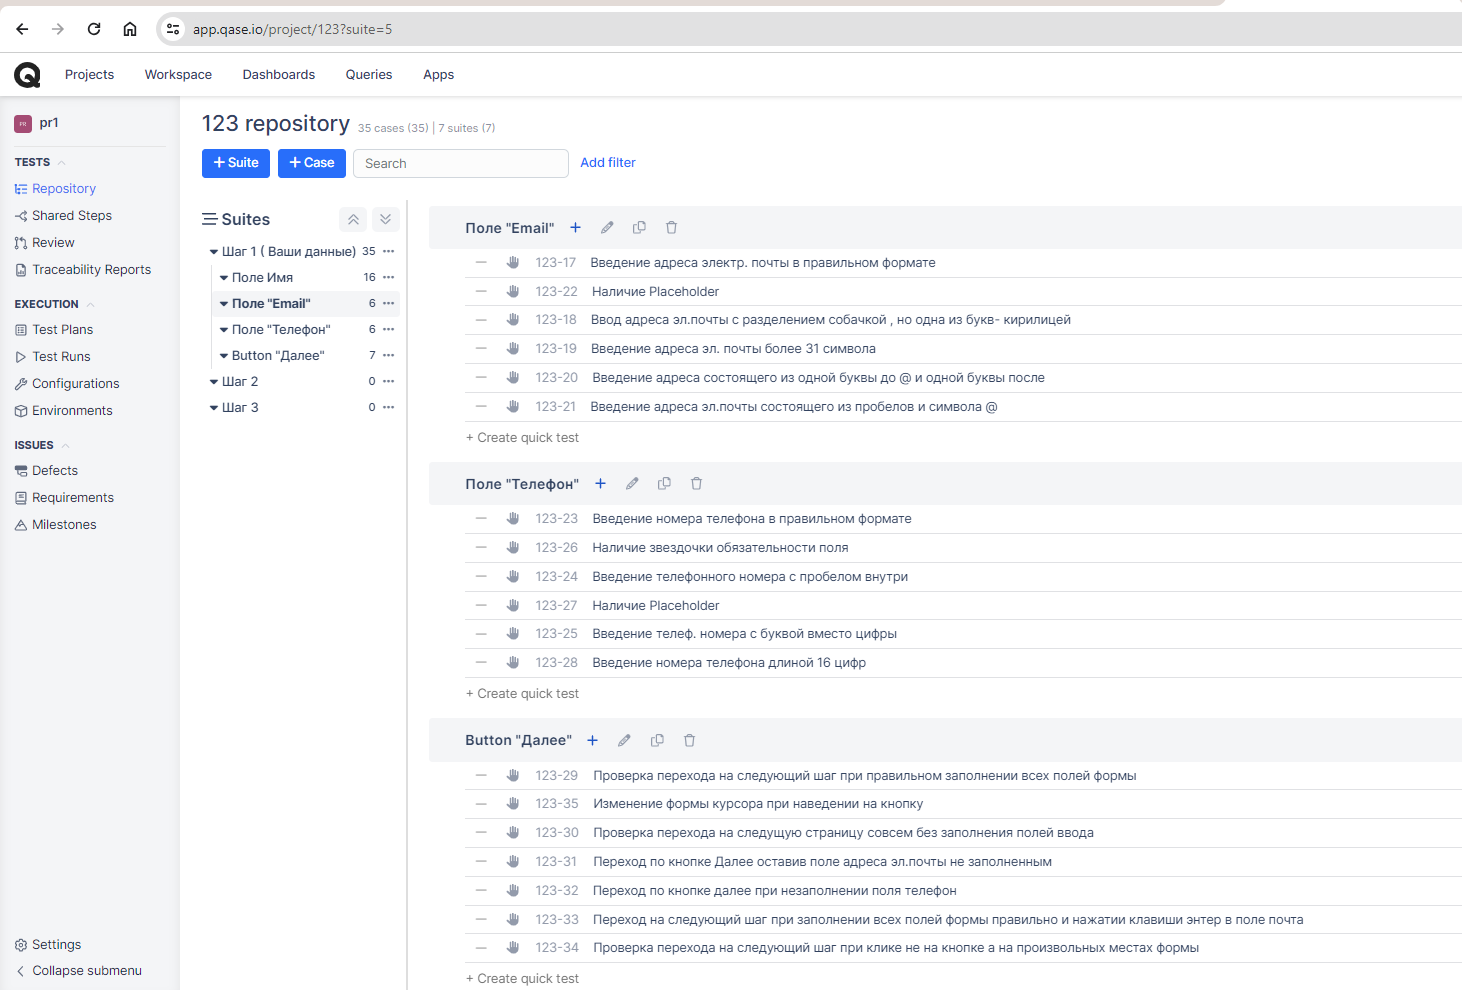 app.qase.io/project/123?suite=5
Projects Workspace Dashboards Queries Apps
PR pr1
TESTS
Repository
Shared Steps
Review
Traceability Reports
EXECUTION
Test Plans
Test Runs
Configurations
Environments
ISSUES
Defects
Requirements
Milestones
Settings
Collapse submenu
123 repository 35 cases (35) | 7 suites (7)
+ Suite + Case Search Add filter
Suites
Шаг 1 ( Ваши данные) 35
Поле Имя 16
Поле "Email" 6
Поле "Телефон" 6
Button "Далее" 7
Шаг 2 0
Шаг 3 0
Поле "Email"
123-17 Введение адреса электр. почты в правильном формате
123-22 Наличие Placeholder
123-18 Ввод адреса эл.почты с разделением собачкой , но одна из букв- кирилицей
123-19 Введение адреса эл. почты более 31 символа
123-20 Введение адреса состоящего из одной буквы до @ и одной буквы после
123-21 Введение адреса эл.почты состоящего из пробелов и символа @
+ Create quick test
Поле "Телефон"
123-23 Введение номера телефона в правильном формате
123-26 Наличие звездочки обязательности поля
123-24 Введение телефонного номера с пробелом внутри
123-27 Наличие Placeholder
123-25 Введение телеф. номера с буквой вместо цифры
123-28 Введение номера телефона длиной 16 цифр
+ Create quick test
Button "Далее"
123-29 Проверка перехода на следующий шаг при правильном заполнении всех полей формы
123-35 Изменение формы курсора при наведении на кнопку
123-30 Проверка перехода на следущую страницу совсем без заполнения полей ввода
123-31 Переход по кнопке Далее оставив поле адреса эл.почты не заполненным
123-32 Переход по кнопке далее при незаполнении поля телефон
123-33 Переход на следующий шаг при заполнении всех полей формы правильно и нажатии клавиши энтер в поле почта
123-34 Проверка перехода на следующий шаг при клике не на кнопке а на произвольных местах формы
+ Create quick test